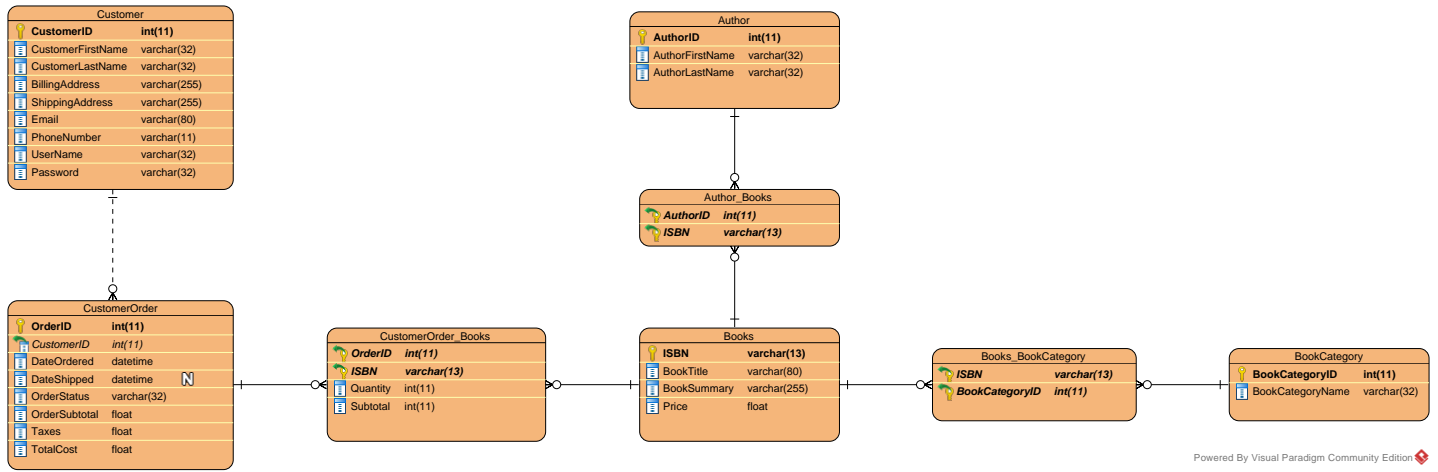 Customer
CustomerID int(11)
CustomerFirstName varchar(32)
CustomerLastName varchar(32)
BillingAddress varchar(255)
ShippingAddress varchar(255)
Email varchar(80)
PhoneNumber varchar(11)
UserName varchar(32)
Password varchar(32)
Author
AuthorID int(11)
AuthorFirstName varchar(32)
AuthorLastName varchar(32)
Author_Books
AuthorID int(11)
ISBN varchar(13)
CustomerOrder
OrderID int(11)
CustomerID int(11)
DateOrdered datetime
DateShipped datetime N
OrderStatus varchar(32)
OrderSubtotal float
Taxes float
TotalCost float
CustomerOrder_Books
OrderID int(11)
ISBN varchar(13)
Quantity int(11)
Subtotal int(11)
Books
ISBN varchar(13)
BookTitle varchar(80)
BookSummary varchar(255)
Price float
Books_BookCategory
ISBN varchar(13)
BookCategoryID int(11)
BookCategory
BookCategoryID int(11)
BookCategoryName varchar(32)
Powered By Visual Paradigm Community Edition